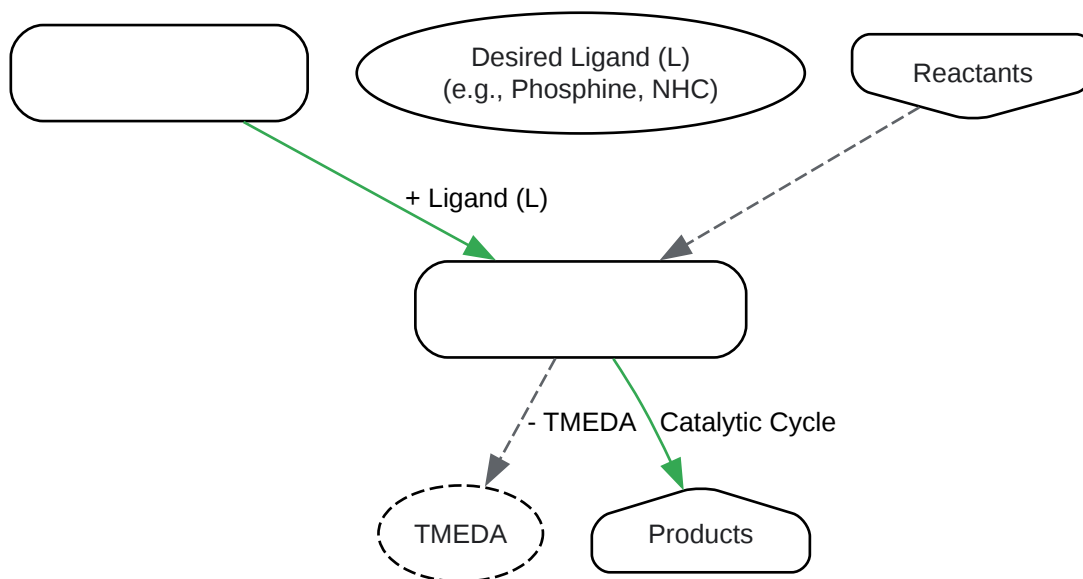 Desired Ligand (L)
(e.g., Phosphine, NHC)
Reactants
+ Ligand (L)
- TMEDA
Catalytic Cycle
TMEDA
Products